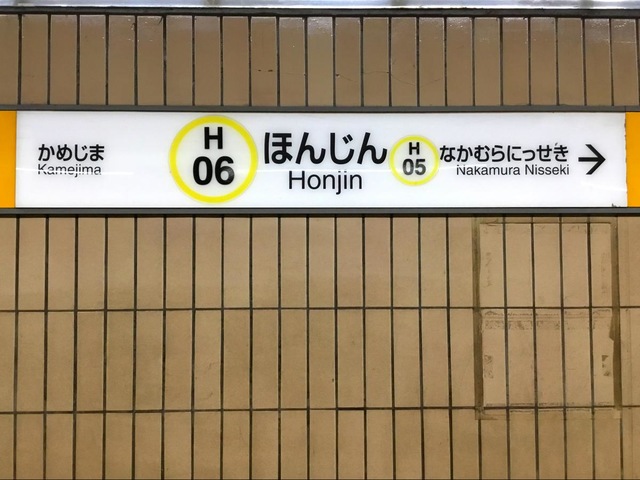 かめじま
Kamejima
H
06
ほんじん
Honjin
H
05
なかむらにっせき →
Nakamura Nisseki